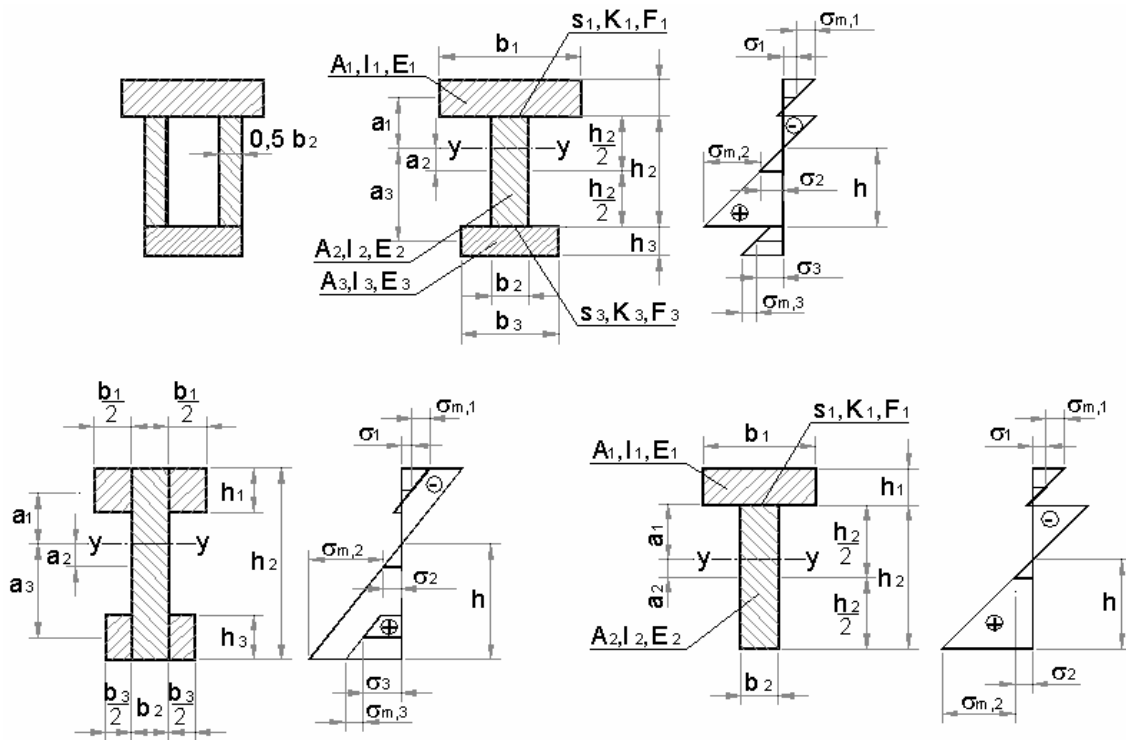 0,5 b₂
s₁, K₁, F₁
b₁
A₁, I₁, E₁
a₁
a₂
a₃
y y
h₂/2
h₂/2
h₂
h₃
A₂, I₂, E₂
A₃, I₃, E₃
b₂
b₃
s₃, K₃, F₃
σm,1
σ₁
-
σm,2
σ₂
h
+
σ₃
σm,3
b₁/2
b₁/2
a₁
a₂
a₃
y y
h₁
h₂
h₃
b₃/2
b₂
b₃/2
σm,1
σ₁
-
σm,2
σ₂
h
+
σ₃
σm,3
s₁, K₁, F₁
b₁
A₁, I₁, E₁
h₁
a₁
y y
a₂
h₂/2
h₂/2
h₂
A₂, I₂, E₂
b₂
σm,1
σ₁
-
h
+
σ₂
σm,2